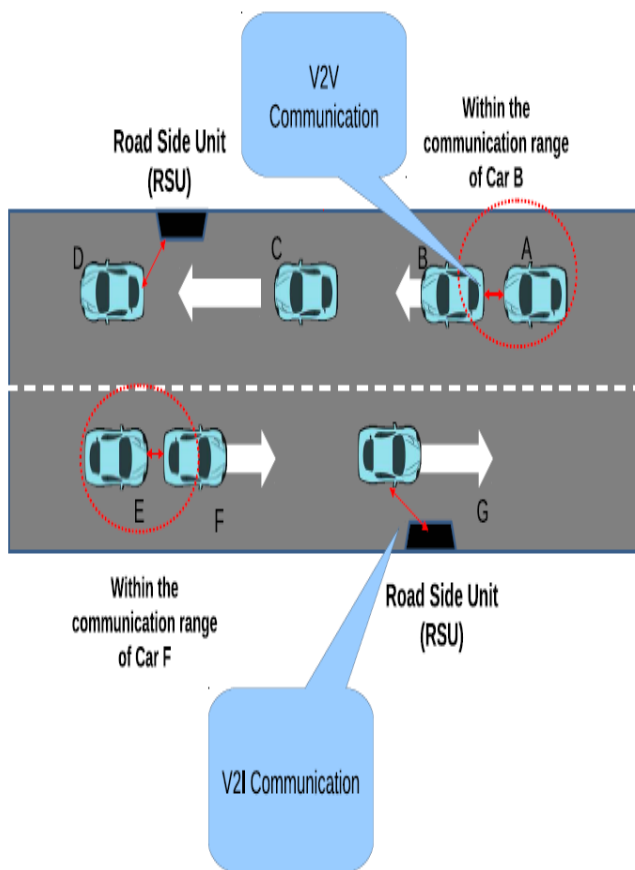 V2V
Communication
Within the
communication range
of Car B
Road Side Unit
(RSU)
D
C
B
A
E
F
G
Within the
communication range
of Car F
Road Side Unit
(RSU)
V2I Communication